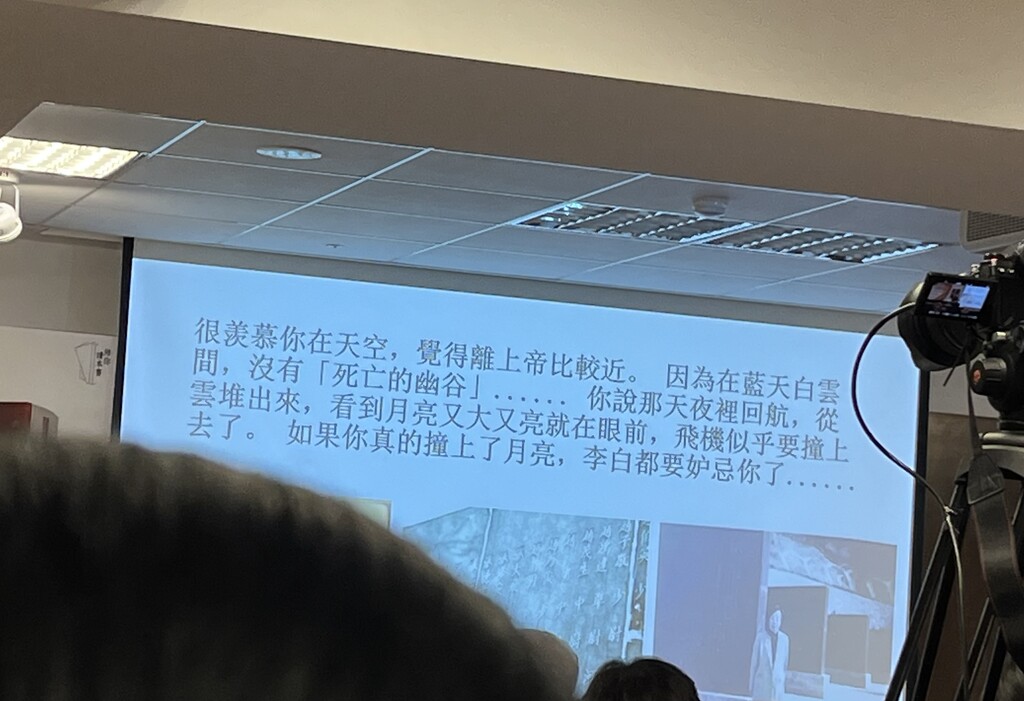 很羨慕你在天空，覺得離上帝比較近。 因為在藍天白雲
間，沒有「死亡的幽谷」…… 你說那天夜裡回航，從
雲堆出來，看到月亮又大又亮就在眼前，飛機似乎要撞上
去了。 如果你真的撞上了月亮，李白都要妒忌你了……